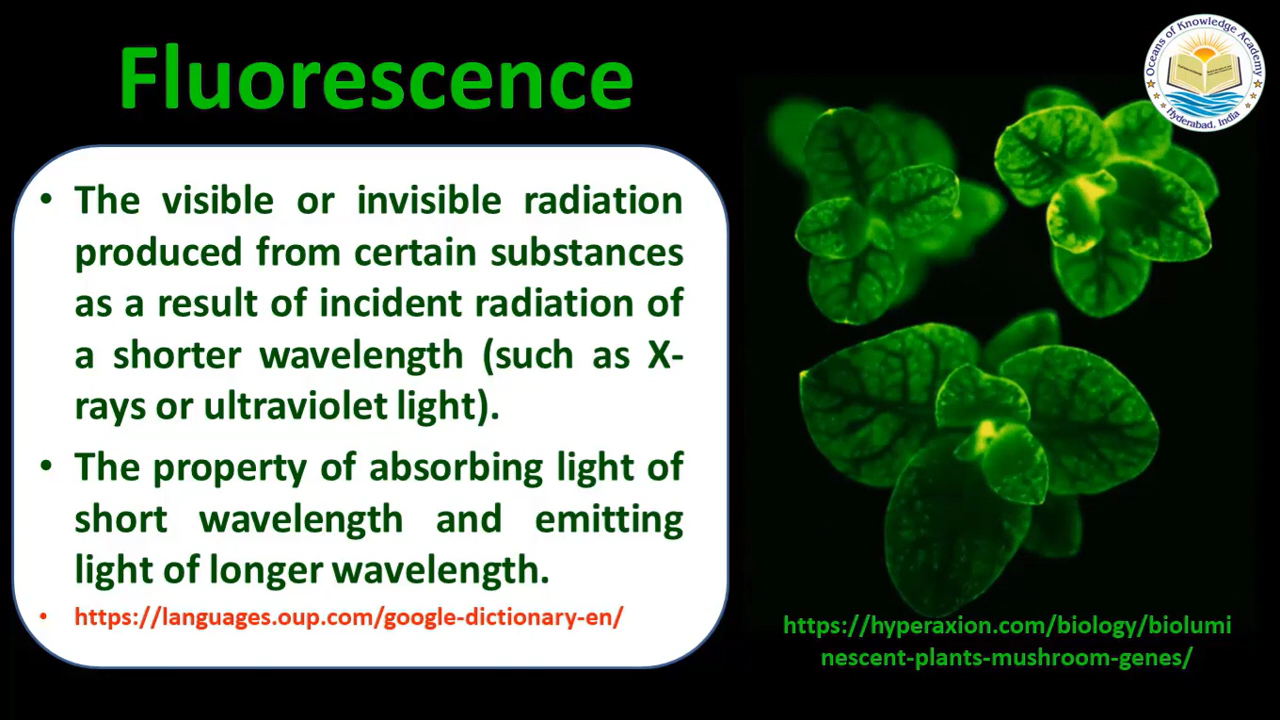 Fluorescence
Oceans of Knowledge Academy
Hyderabad, India
• The visible or invisible radiation
produced from certain substances
as a result of incident radiation of
a shorter wavelength (such as X-
rays or ultraviolet light).
• The property of absorbing light of
short wavelength and emitting
light of longer wavelength.
• https://languages.oup.com/google-dictionary-en/
https://hyperaxion.com/biology/biolumi
nescent-plants-mushroom-genes/